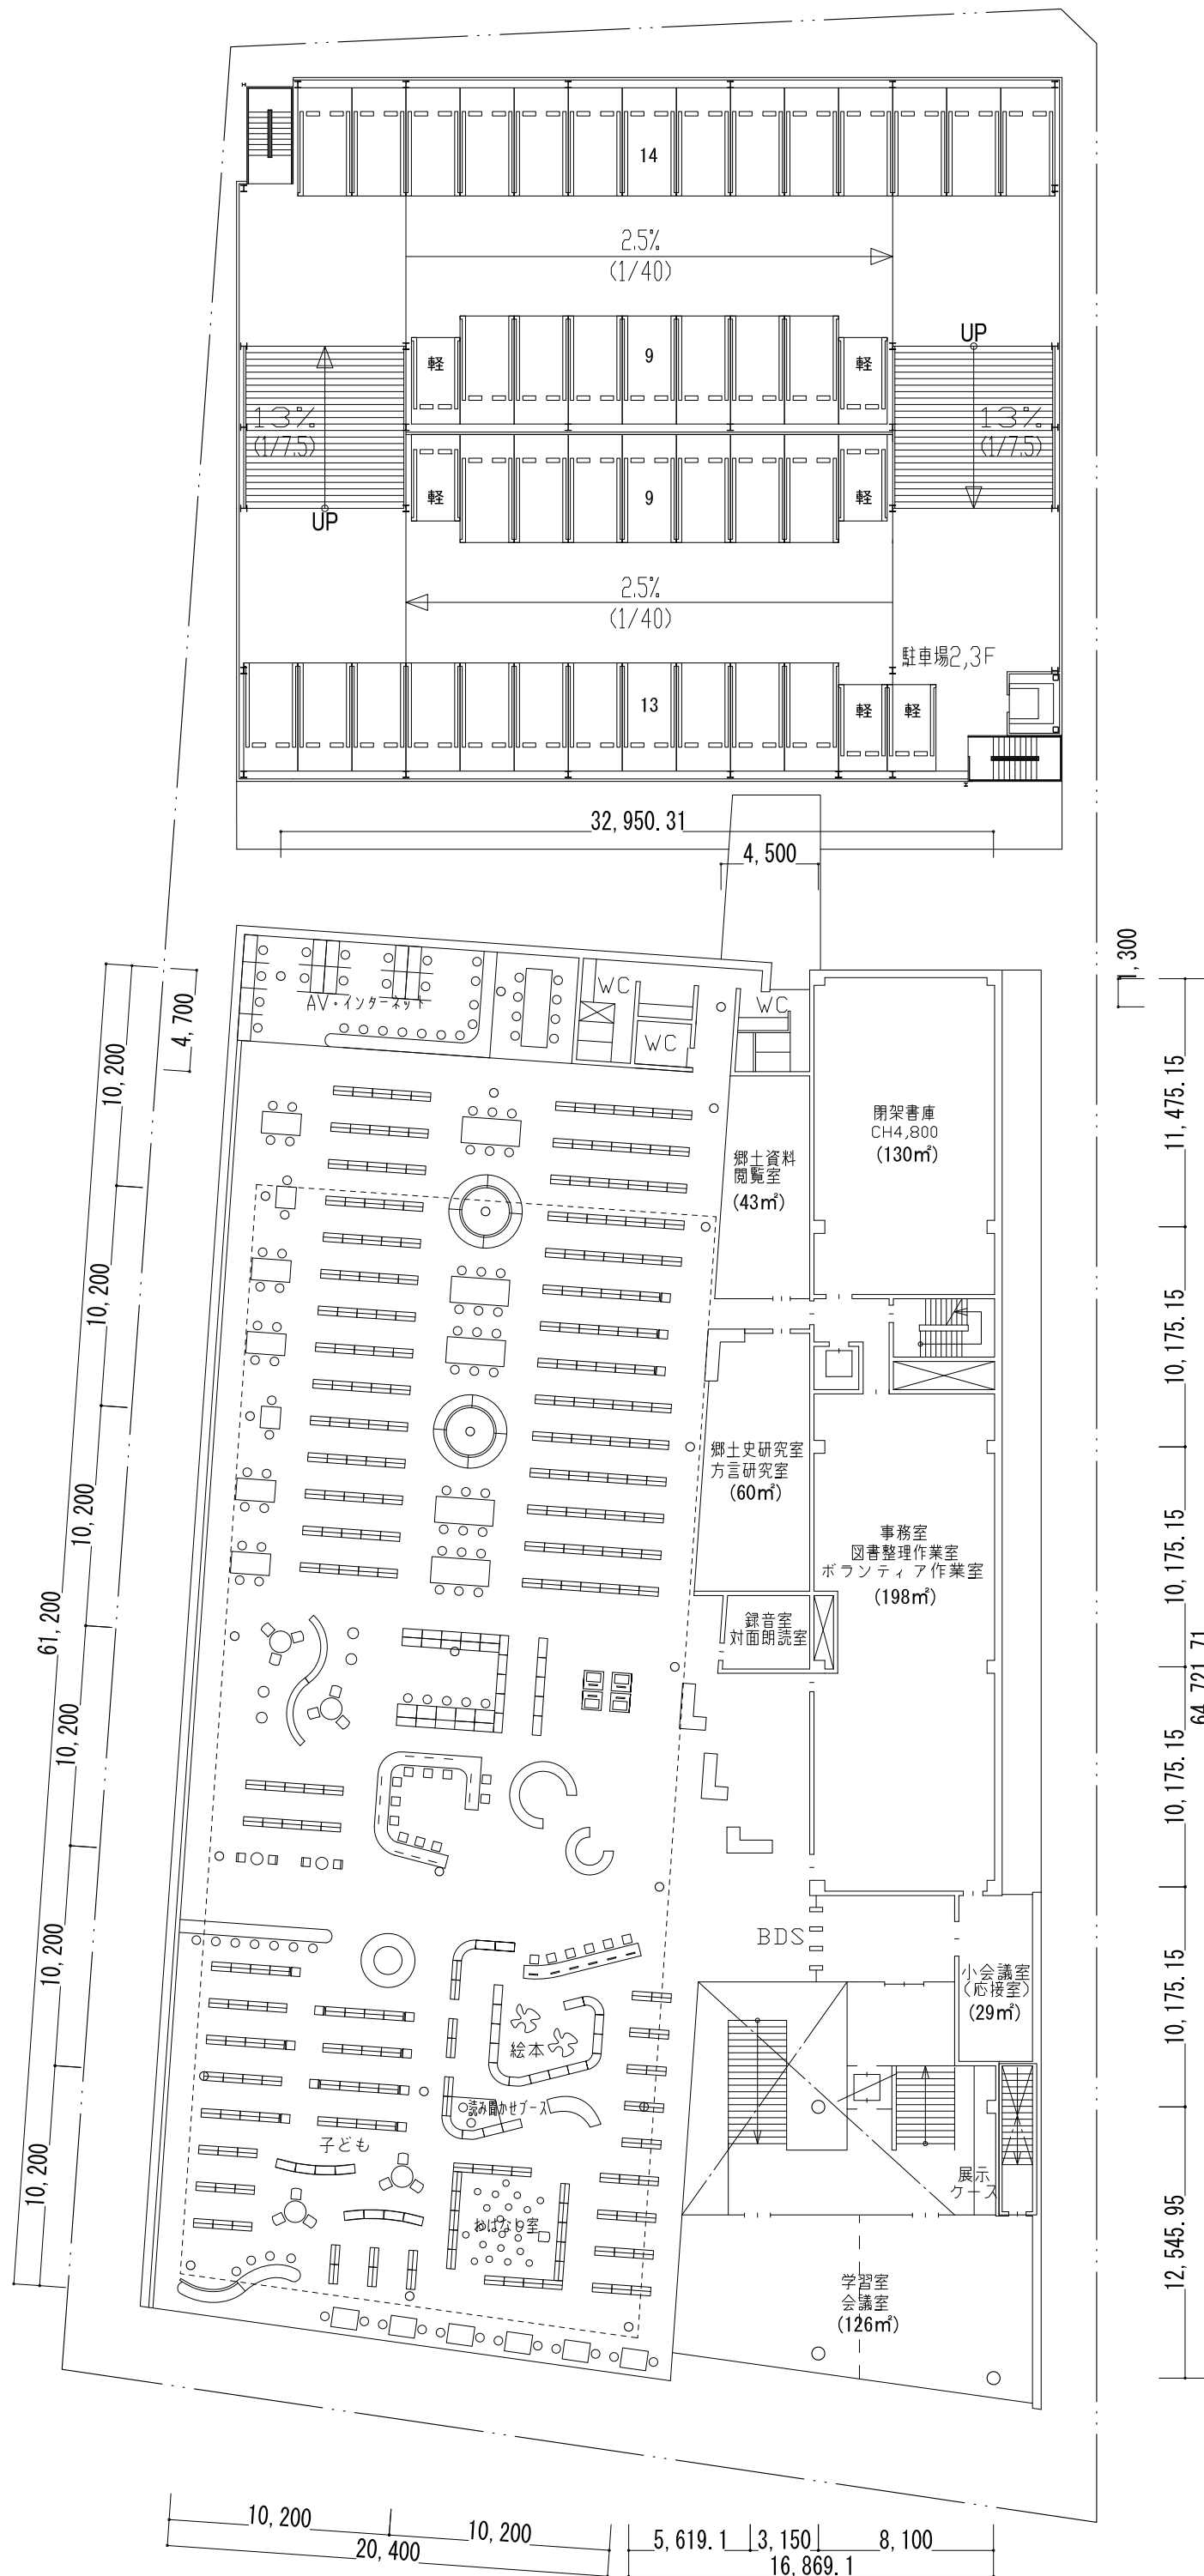 14
2.5%
(1/40)
UP
軽
9
軽
13%
(1/7.5)
13%
(1/7.5)
軽
9
軽
UP
2.5%
(1/40)
駐車場2,3F
13
軽
軽
32,950.31
4,500
1,300
4,700
10,200
10,200
10,200
10,200
10,200
10,200
61,200
AV・インターネット
WC
WC
WC
閉架書庫
CH4,800
(130㎡)
郷土資料
閲覧室
(43㎡)
郷土史研究室
方言研究室
(60㎡)
事務室
図書整理作業室
ボランティア作業室
(198㎡)
録音室
対面朗読室
BDS
小会議室
(応接室)
(29㎡)
絵本
読み聞かせブース
子ども
おはなし室
展示
ケース
学習室
会議室
(126㎡)
11,475.15
10,175.15
10,175.15
10,175.15
10,175.15
12,545.95
64,721.71
10,200
10,200
20,400
5,619.1
3,150
8,100
16,869.1